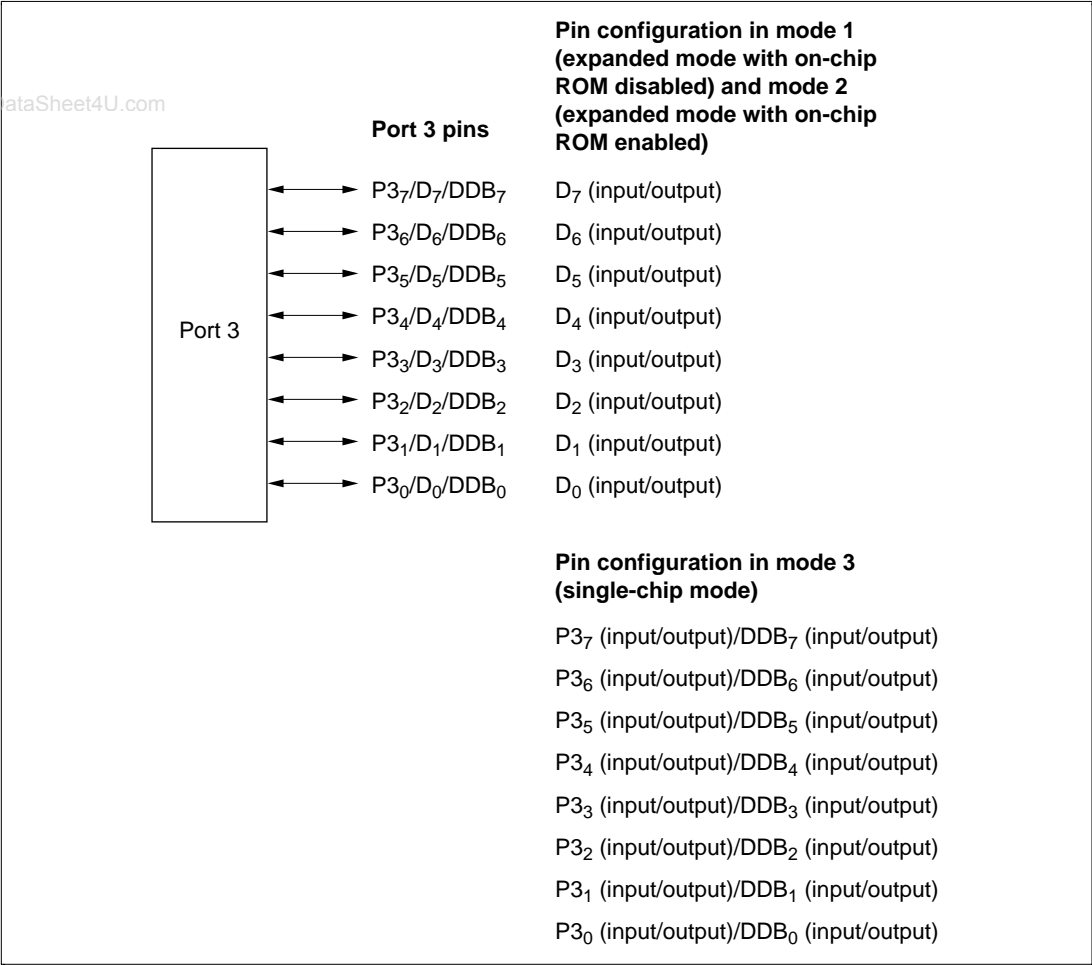 Pin configuration in mode 1
(expanded mode with on-chip
ROM disabled) and mode 2
(expanded mode with on-chip
ROM enabled)
ataSheet4U.com
Port 3 pins
Port 3
P3₇/D₇/DDB₇ D₇ (input/output)
P3₆/D₆/DDB₆ D₆ (input/output)
P3₅/D₅/DDB₅ D₅ (input/output)
P3₄/D₄/DDB₄ D₄ (input/output)
P3₃/D₃/DDB₃ D₃ (input/output)
P3₂/D₂/DDB₂ D₂ (input/output)
P3₁/D₁/DDB₁ D₁ (input/output)
P3₀/D₀/DDB₀ D₀ (input/output)
Pin configuration in mode 3
(single-chip mode)
P3₇ (input/output)/DDB₇ (input/output)
P3₆ (input/output)/DDB₆ (input/output)
P3₅ (input/output)/DDB₅ (input/output)
P3₄ (input/output)/DDB₄ (input/output)
P3₃ (input/output)/DDB₃ (input/output)
P3₂ (input/output)/DDB₂ (input/output)
P3₁ (input/output)/DDB₁ (input/output)
P3₀ (input/output)/DDB₀ (input/output)